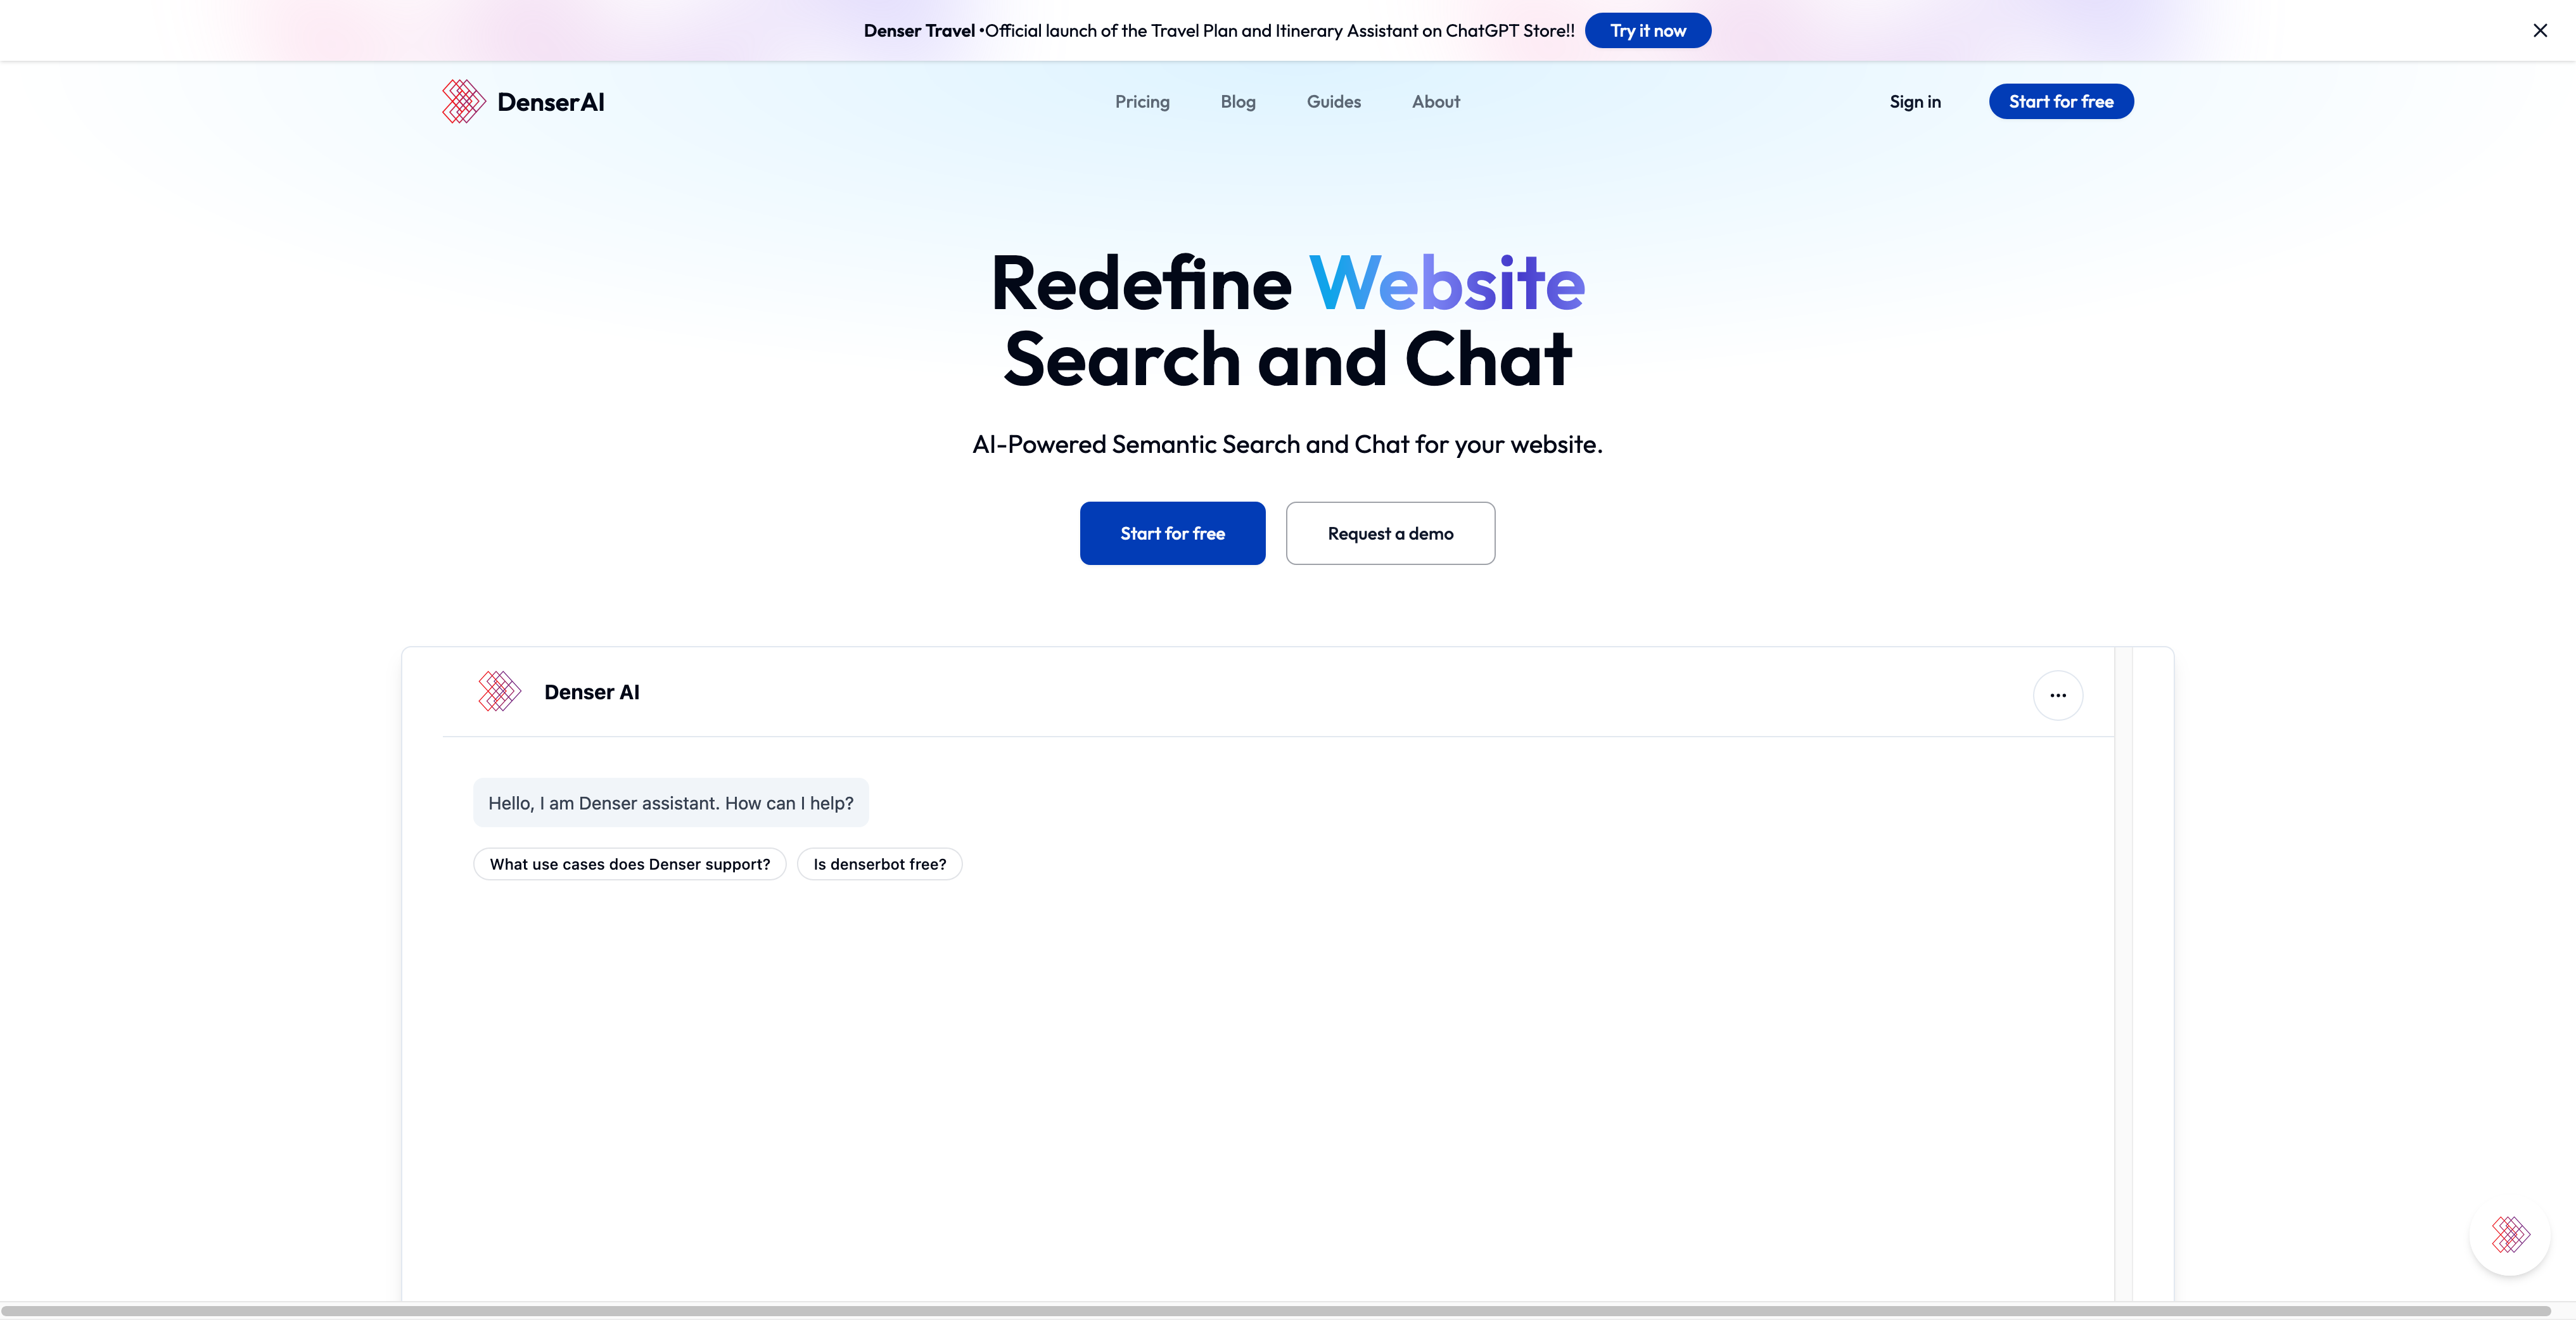 Denser Travel •Official launch of the Travel Plan and Itinerary Assistant on ChatGPT Store!! Try it now
DenserAI Pricing Blog Guides About Sign in Start for free
Redefine Website
Search and Chat
AI-Powered Semantic Search and Chat for your website.
Start for free Request a demo
Denser AI
Hello, I am Denser assistant. How can I help?
What use cases does Denser support? Is denserbot free?